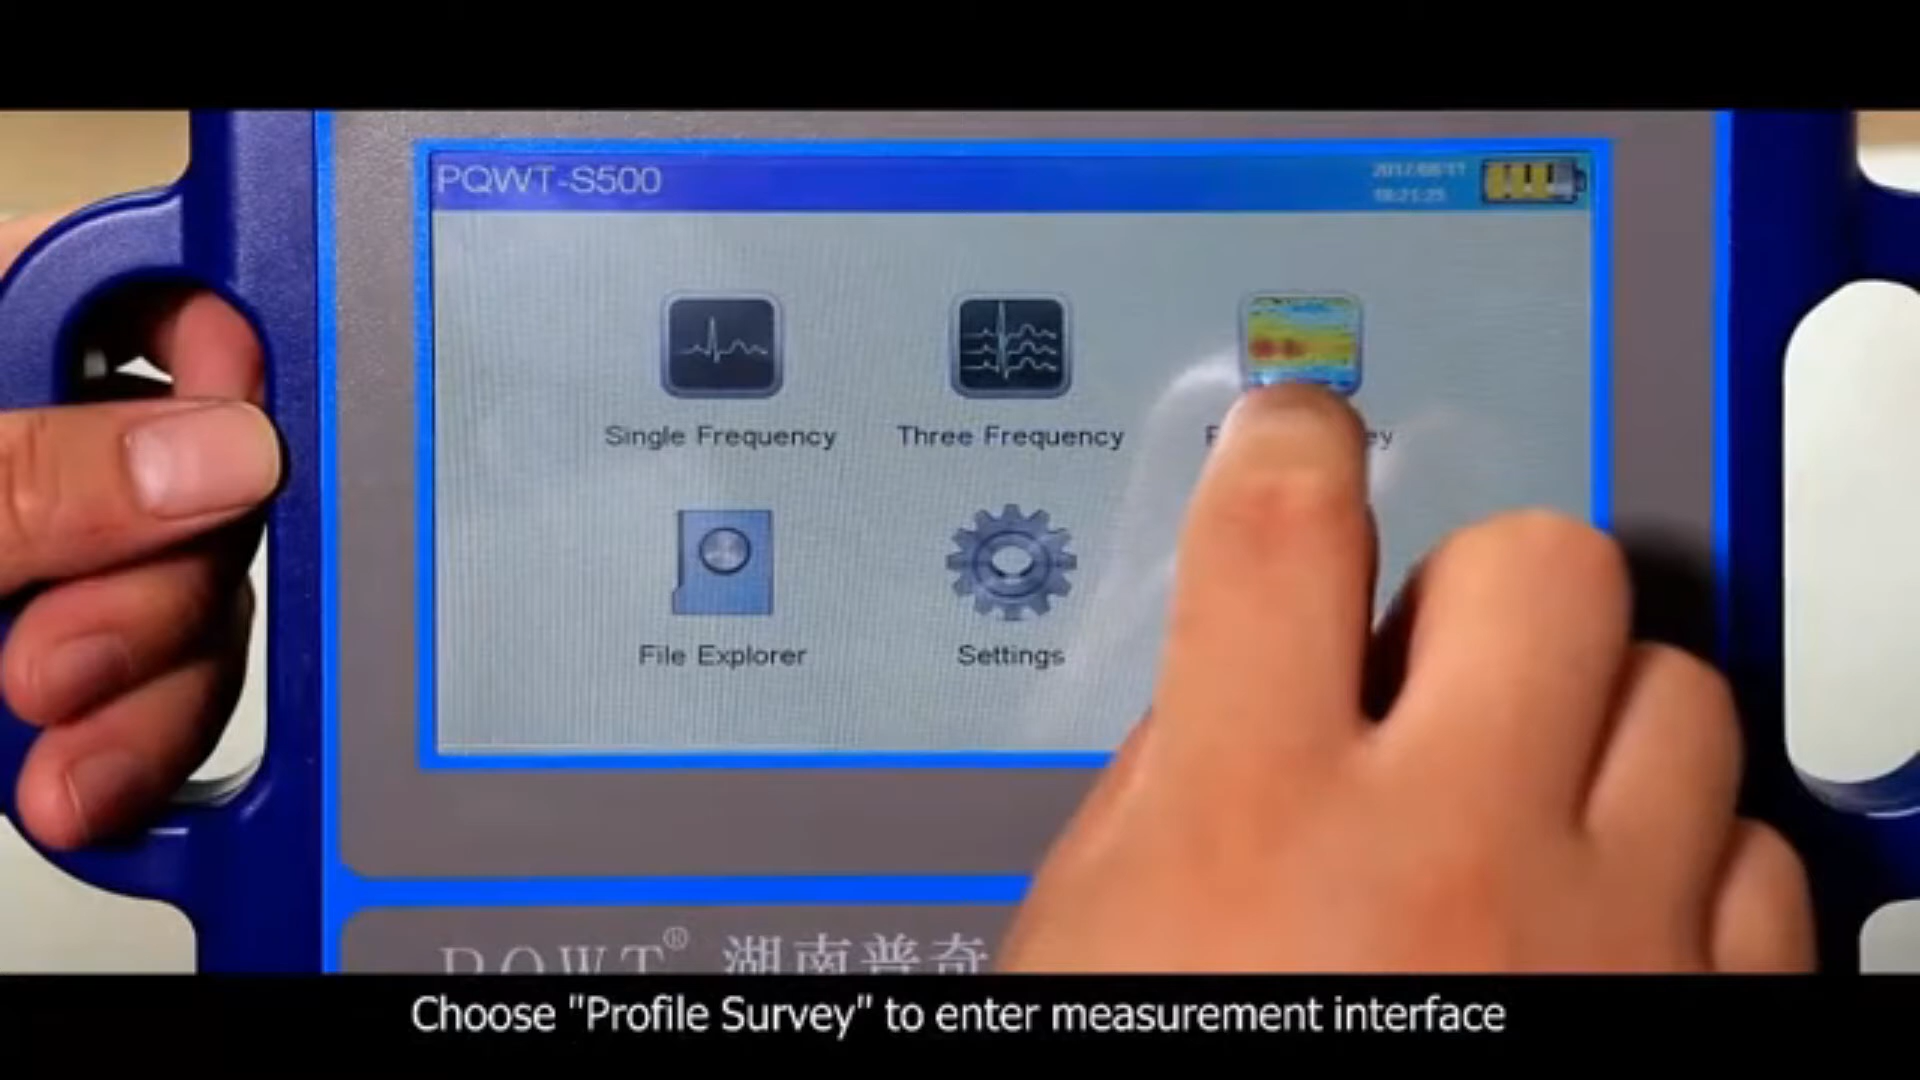 PQWT-S500
Single Frequency
Three Frequency
File Explorer
Settings
PQWT® 湖南普奇
Choose "Profile Survey" to enter measurement interface